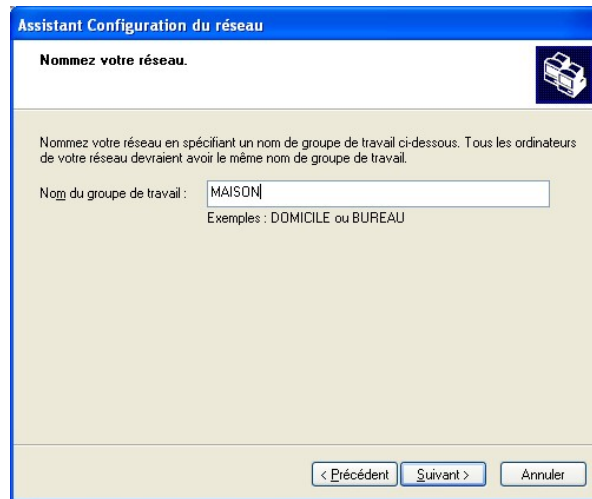 Assistant Configuration du réseau
Nommez votre réseau.
Nommez votre réseau en spécifiant un nom de groupe de travail ci-dessous. Tous les ordinateurs
de votre réseau devraient avoir le même nom de groupe de travail.
Nom du groupe de travail : MAISON
Exemples : DOMICILE ou BUREAU
< Précédent Suivant > Annuler